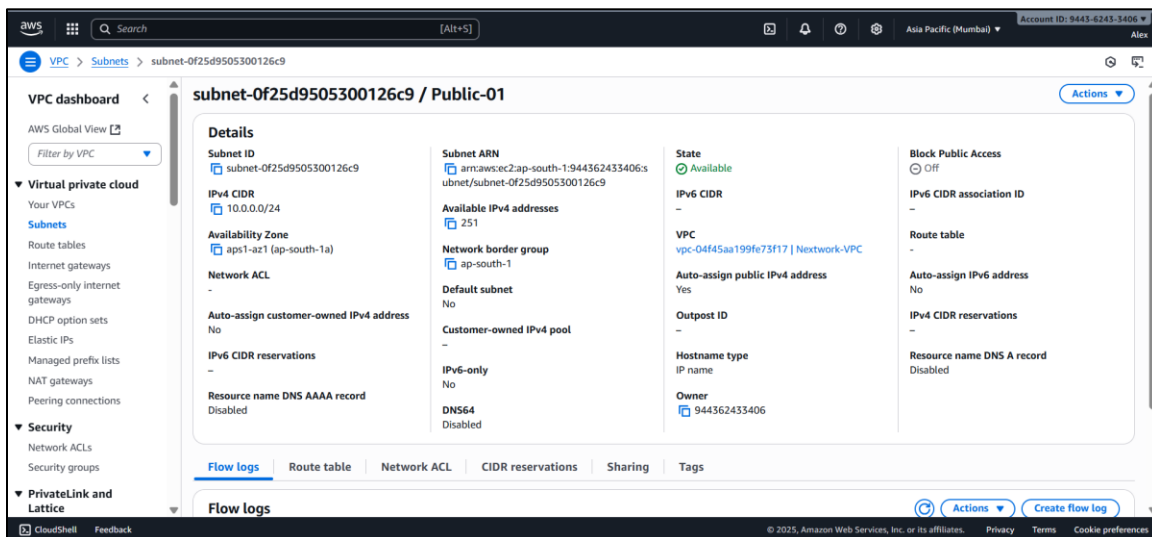 aws
Search
[Alt+S]
Asia Pacific (Mumbai)
Account ID: 9443-6243-3406
Alex
VPC > Subnets > subnet-0f25d9505300126c9
VPC dashboard
AWS Global View
Filter by VPC
Virtual private cloud
Your VPCs
Subnets
Route tables
Internet gateways
Egress-only internet
gateways
DHCP option sets
Elastic IPs
Managed prefix lists
NAT gateways
Peering connections
Security
Network ACLs
Security groups
PrivateLink and
Lattice
subnet-0f25d9505300126c9 / Public-01
Actions
Details
Subnet ID
subnet-0f25d9505300126c9
IPv4 CIDR
10.0.0.0/24
Availability Zone
aps1-az1 (ap-south-1a)
Network ACL
-
Auto-assign customer-owned IPv4 address
No
IPv6 CIDR reservations
–
Resource name DNS AAAA record
Disabled
Subnet ARN
arn:aws:ec2:ap-south-1:944362433406:s
ubnet/subnet-0f25d9505300126c9
Available IPv4 addresses
251
Network border group
ap-south-1
Default subnet
No
Customer-owned IPv4 pool
–
IPv6-only
No
DNS64
Disabled
State
Available
IPv6 CIDR
–
VPC
vpc-04f45aa199fe73f17 | Nextwork-VPC
Auto-assign public IPv4 address
Yes
Outpost ID
–
Hostname type
IP name
Owner
944362433406
Block Public Access
Off
IPv6 CIDR association ID
–
Route table
-
Auto-assign IPv6 address
No
IPv4 CIDR reservations
–
Resource name DNS A record
Disabled
Flow logs
Route table
Network ACL
CIDR reservations
Sharing
Tags
Flow logs
Actions
Create flow log
CloudShell
Feedback
© 2025, Amazon Web Services, Inc. or its affiliates.
Privacy
Terms
Cookie preferences